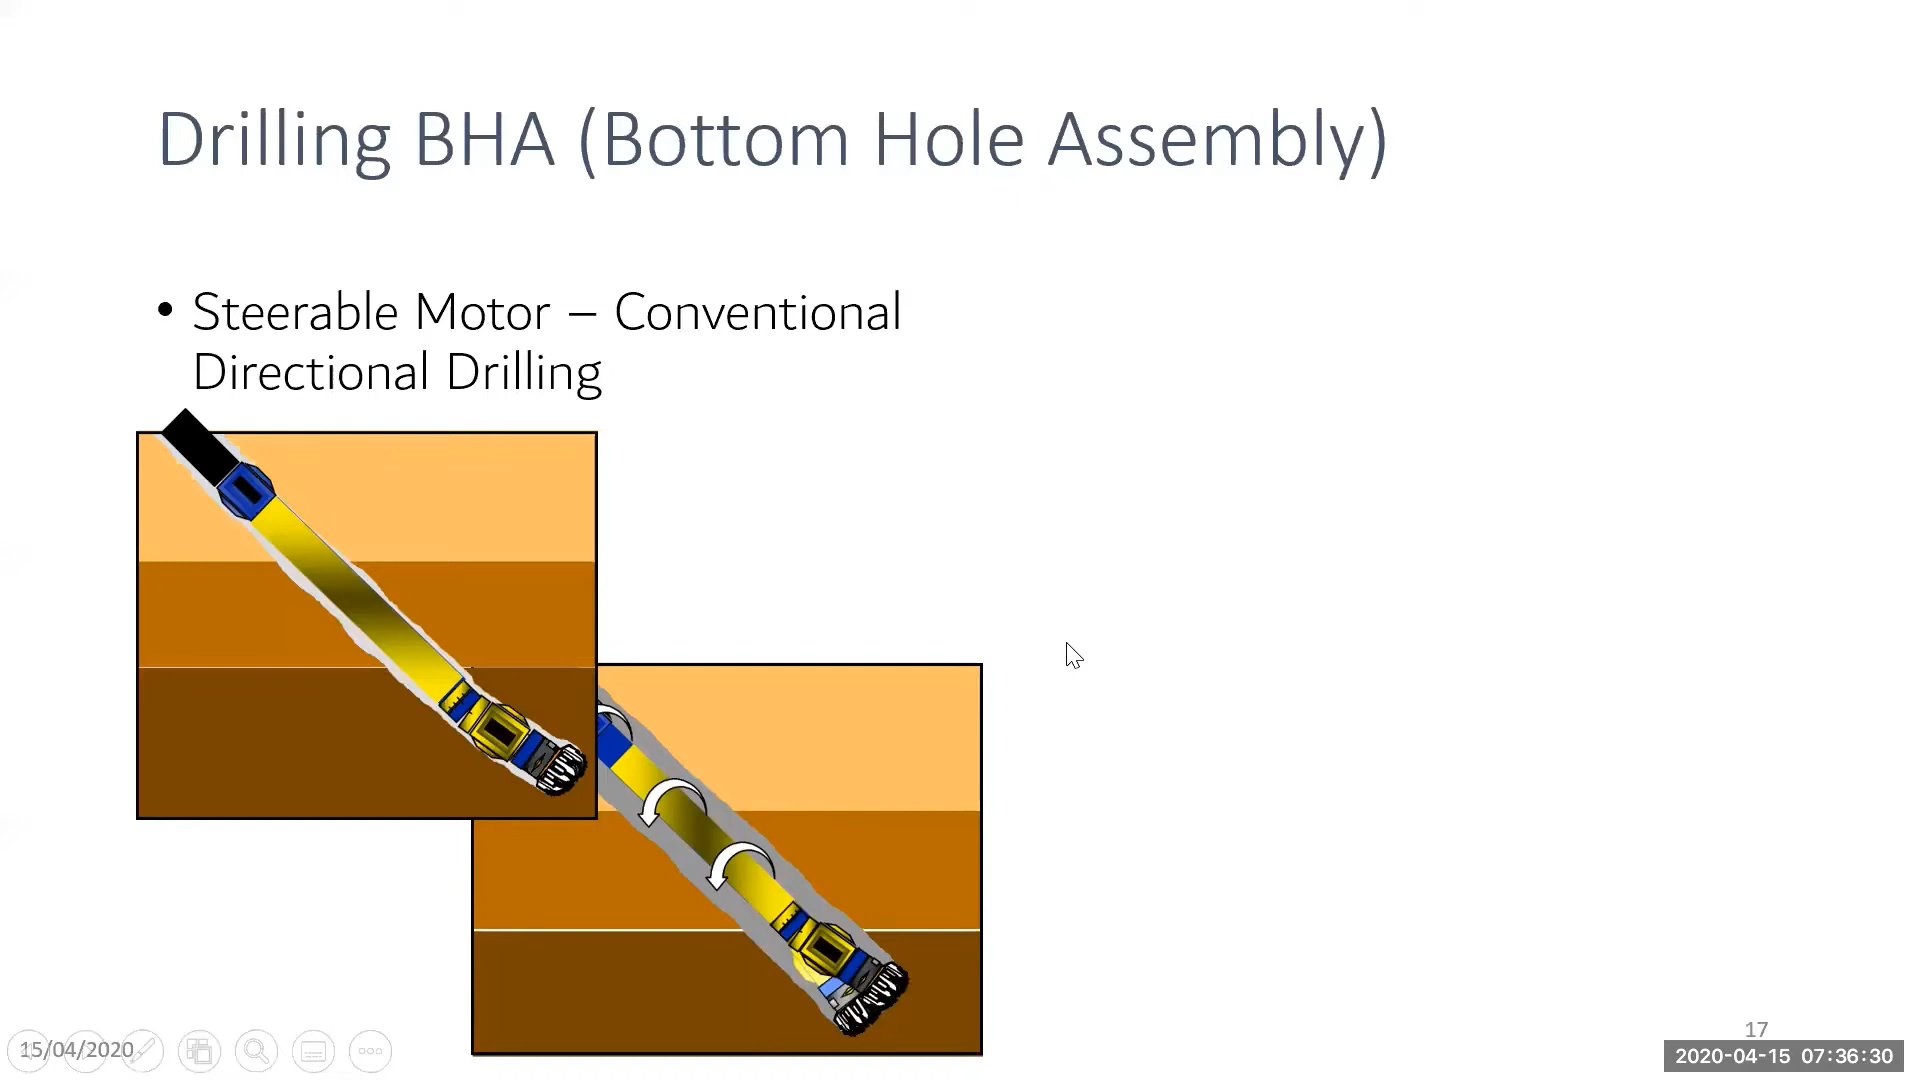 Drilling BHA (Bottom Hole Assembly)
• Steerable Motor – Conventional
Directional Drilling
15/04/2020
17
2020-04-15 07:36:30